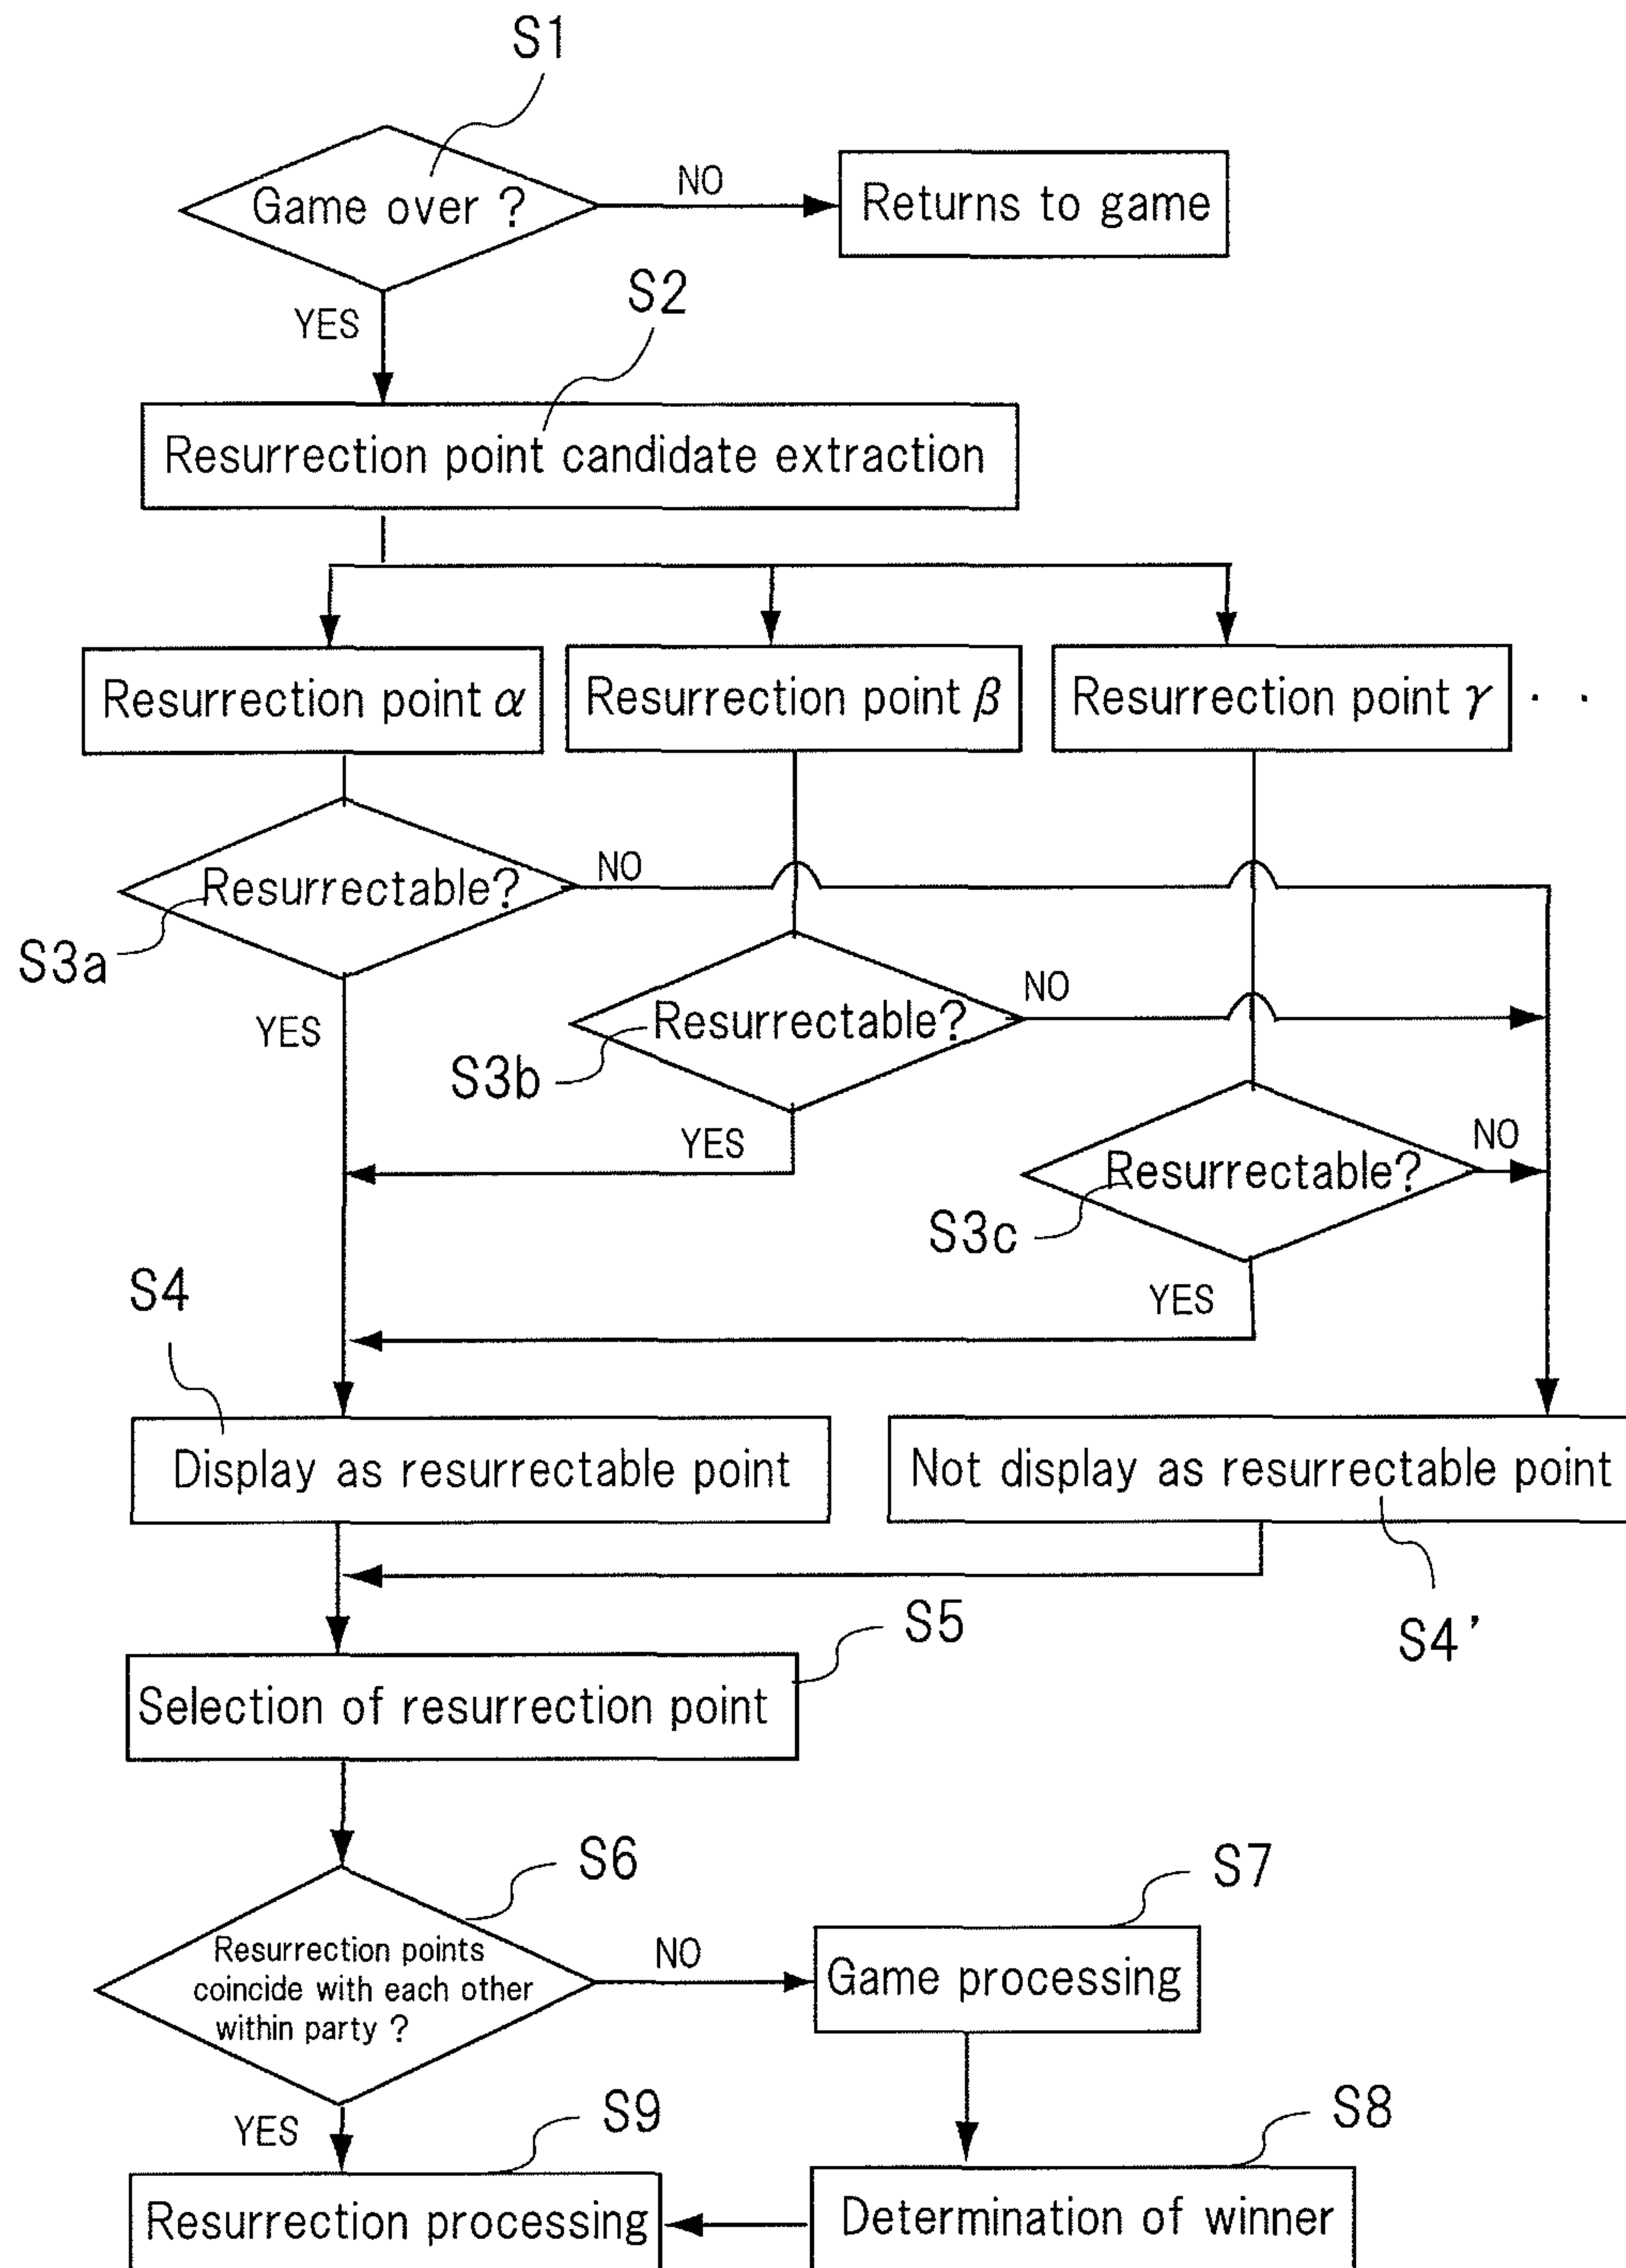 S1
Game over ?
NO
Returns to game
YES
S2
Resurrection point candidate extraction
Resurrection point α
Resurrection point β
Resurrection point γ · ·
Resurrectable?
NO
S3a
YES
Resurrectable?
NO
S3b
YES
Resurrectable?
NO
S3c
YES
S4
Display as resurrectable point
Not display as resurrectable point
S4'
S5
Selection of resurrection point
S6
Resurrection points
coincide with each other
within party ?
NO
S7
Game processing
YES
S9
S8
Resurrection processing
Determination of winner